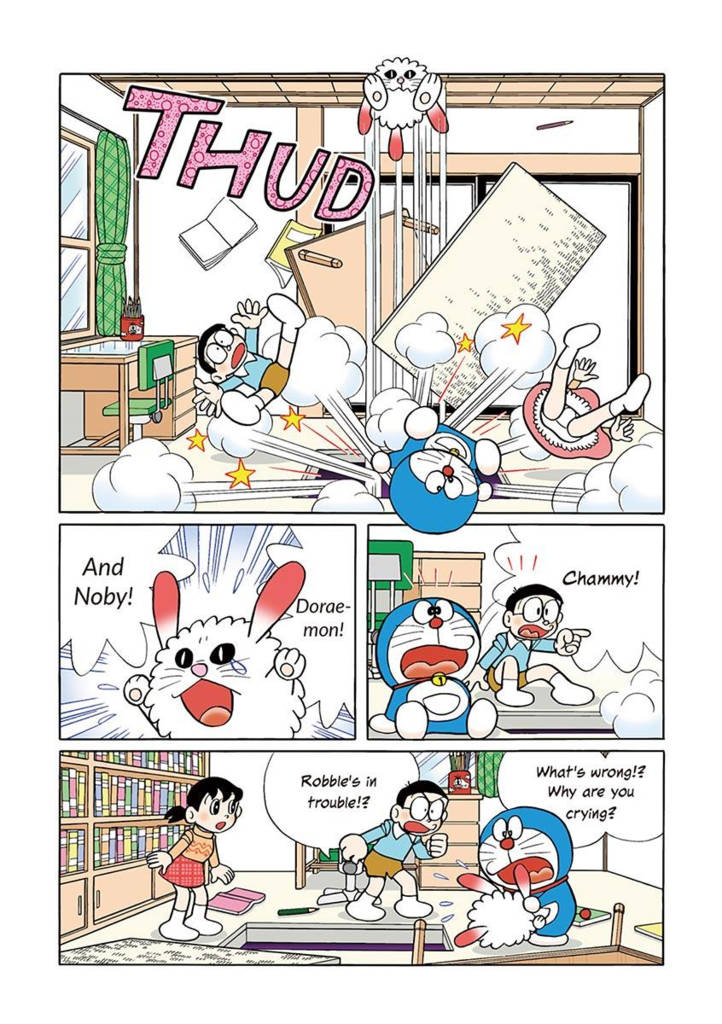 THUD
And
Noby!
Dorae-
mon!
Chammy!
Robble's in
trouble!?
What's wrong!?
Why are you
crying?